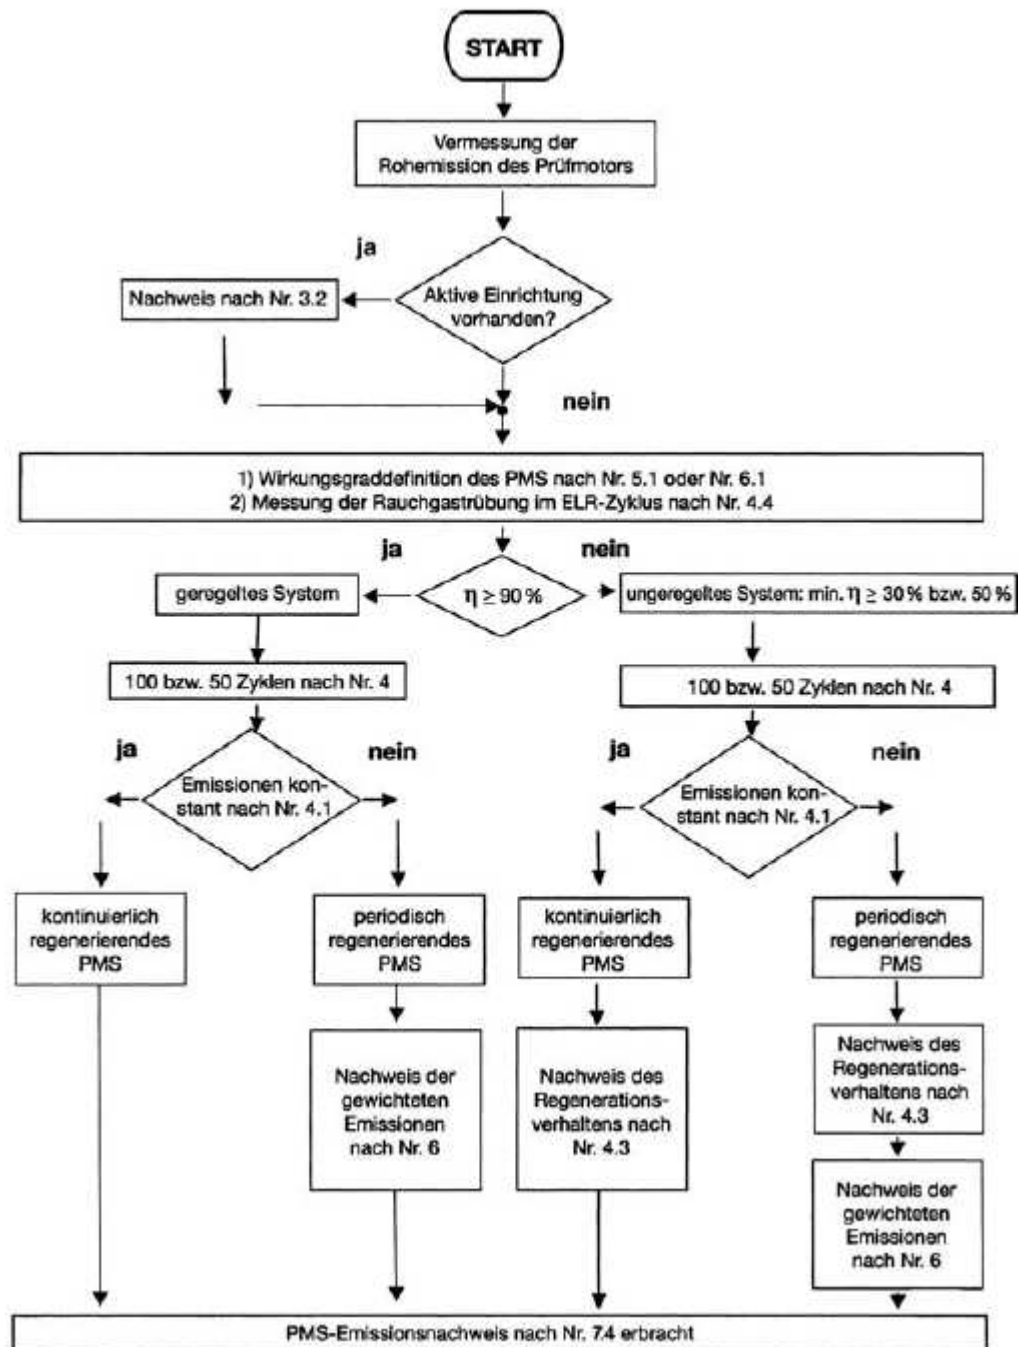 START
Vermessung der
Rohemission des Prüfmotors
ja
Aktive Einrichtung
vorhanden?
Nachweis nach Nr. 3.2
nein
1) Wirkungsgraddefinition des PMS nach Nr. 5.1 oder Nr. 6.1
2) Messung der Rauchgastrübung im ELR-Zyklus nach Nr. 4.4
ja
nein
geregeltes System
η ≥ 90 %
ungeregeltes System: min. η ≥ 30 % bzw. 50 %
100 bzw. 50 Zyklen nach Nr. 4
100 bzw. 50 Zyklen nach Nr. 4
ja
nein
ja
nein
Emissionen kon-
stant nach Nr. 4.1
Emissionen kon-
stant nach Nr. 4.1
kontinuierlich
regenerierendes
PMS
periodisch
regenerierendes
PMS
kontinuierlich
regenerierendes
PMS
periodisch
regenerierendes
PMS
Nachweis der
gewichteten
Emissionen
nach Nr. 6
Nachweis des
Regenerations-
verhaltens nach
Nr. 4.3
Nachweis des
Regenerations-
verhaltens nach
Nr. 4.3
Nachweis der
gewichteten
Emissionen
nach Nr. 6
PMS-Emissionsnachweis nach Nr. 7.4 erbracht